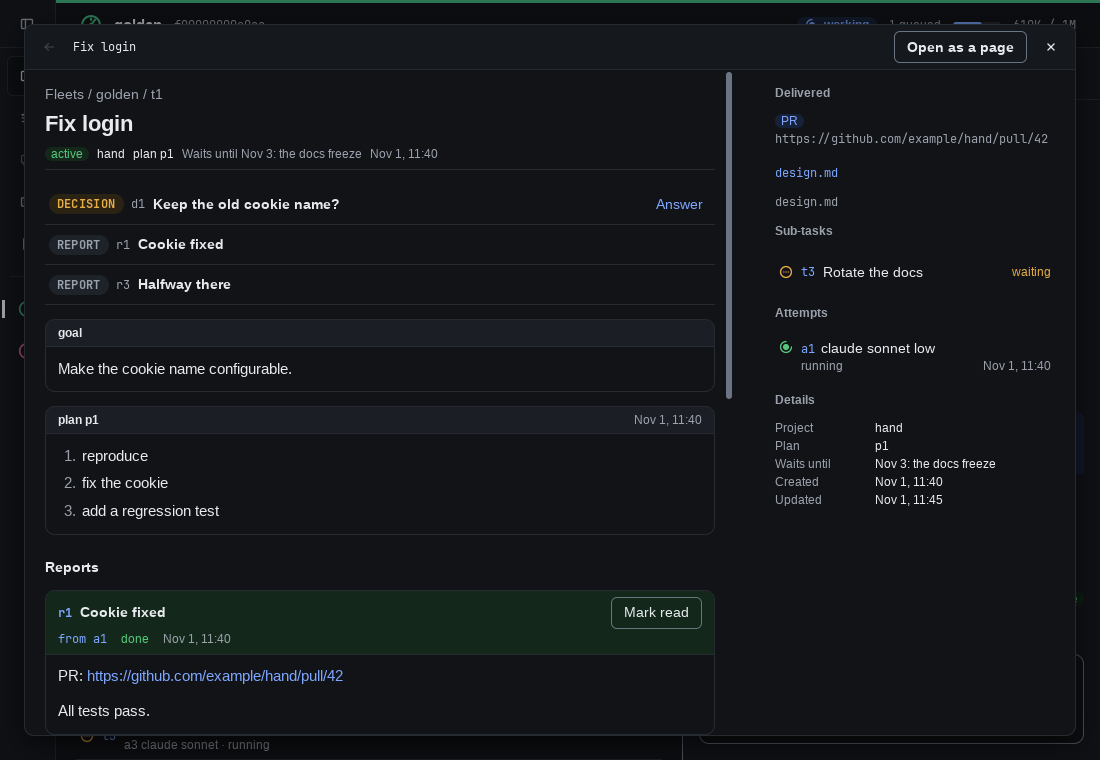 Fix login
Open as a page
Fleets / golden / t1
Fix login
active hand plan p1 Waits until Nov 3: the docs freeze Nov 1, 11:40
DECISION d1 Keep the old cookie name? Answer
REPORT r1 Cookie fixed
REPORT r3 Halfway there
goal
Make the cookie name configurable.
plan p1 Nov 1, 11:40
1. reproduce
2. fix the cookie
3. add a regression test
Reports
r1 Cookie fixed Mark read
from a1 done Nov 1, 11:40
PR: https://github.com/example/hand/pull/42
All tests pass.
Delivered
PR
https://github.com/example/hand/pull/42
design.md
design.md
Sub-tasks
t3 Rotate the docs waiting
Attempts
a1 claude sonnet low
running Nov 1, 11:40
Details
Project hand
Plan p1
Waits until Nov 3: the docs freeze
Created Nov 1, 11:40
Updated Nov 1, 11:45
a3 claude sonnet · running